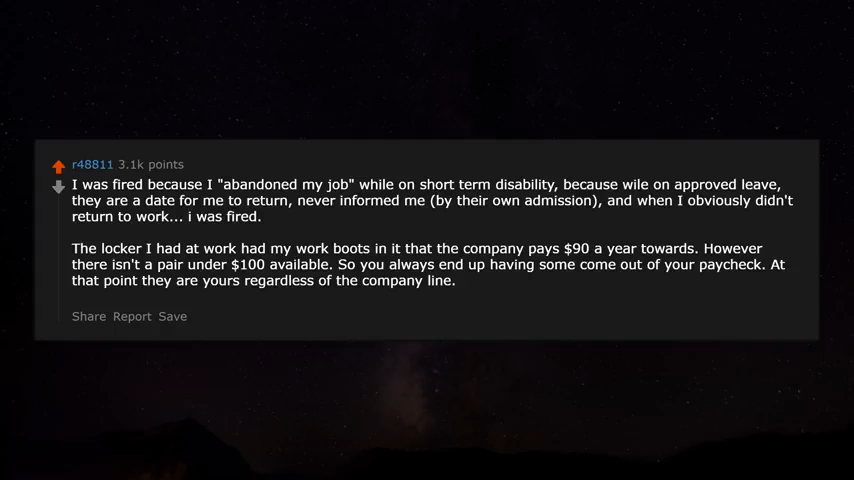 r48811 3.1k points
I was fired because I "abandoned my job" while on short term disability, because wile on approved leave,
they are a date for me to return, never informed me (by their own admission), and when I obviously didn't
return to work... i was fired.
The locker I had at work had my work boots in it that the company pays $90 a year towards. However
there isn't a pair under $100 available. So you always end up having some come out of your paycheck. At
that point they are yours regardless of the company line.
Share Report Save